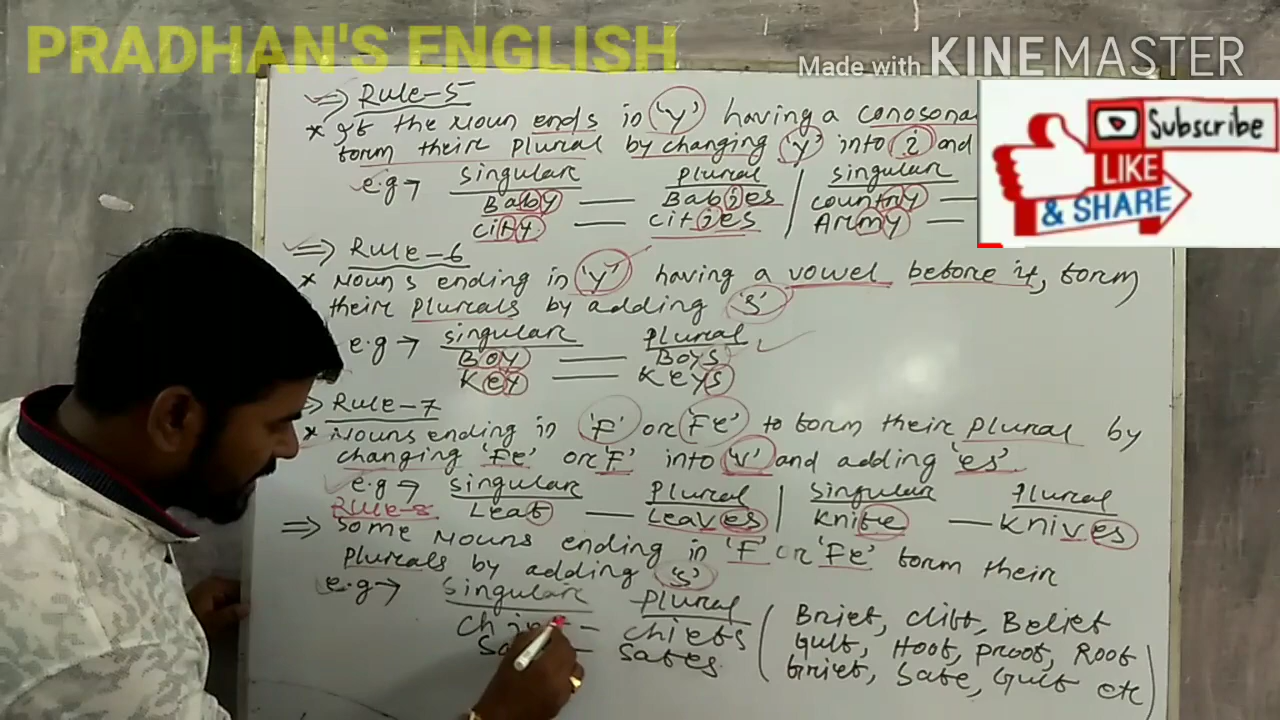 PRADHAN'S ENGLISH
Made with KINEMASTER
Subscribe
LIKE
& SHARE
⇒ Rule-5
* If the Noun ends in 'y' having a
form their plural by changing 'y' into i and
e.g → Singular Plural | Singular
Baby — Babies | Country —
City — Cities | Army —
⇒ Rule-6
* Nouns ending in 'y' having a vowel before it, form
their plurals by adding 's'
e.g → Singular Plural
Boy — Boys
Key — Keys
⇒ Rule-7
* Nouns ending in 'F' or 'Fe' to form their plural by
changing 'Fe' or 'F' into 'V' and adding 'es'
e.g → Singular Plural | Singular Plural
Leaf — Leaves | Knife — Knives
Rule-8
⇒ Some Nouns ending in 'F' or 'Fe' form their
Plurals by adding 's'
e.g → Singular Plural
— Chiefs
— Safes
(Brief, Cliff, Belief
Gulf, Hoof, Proof, Roof
Grief, Safe, Gulf etc)